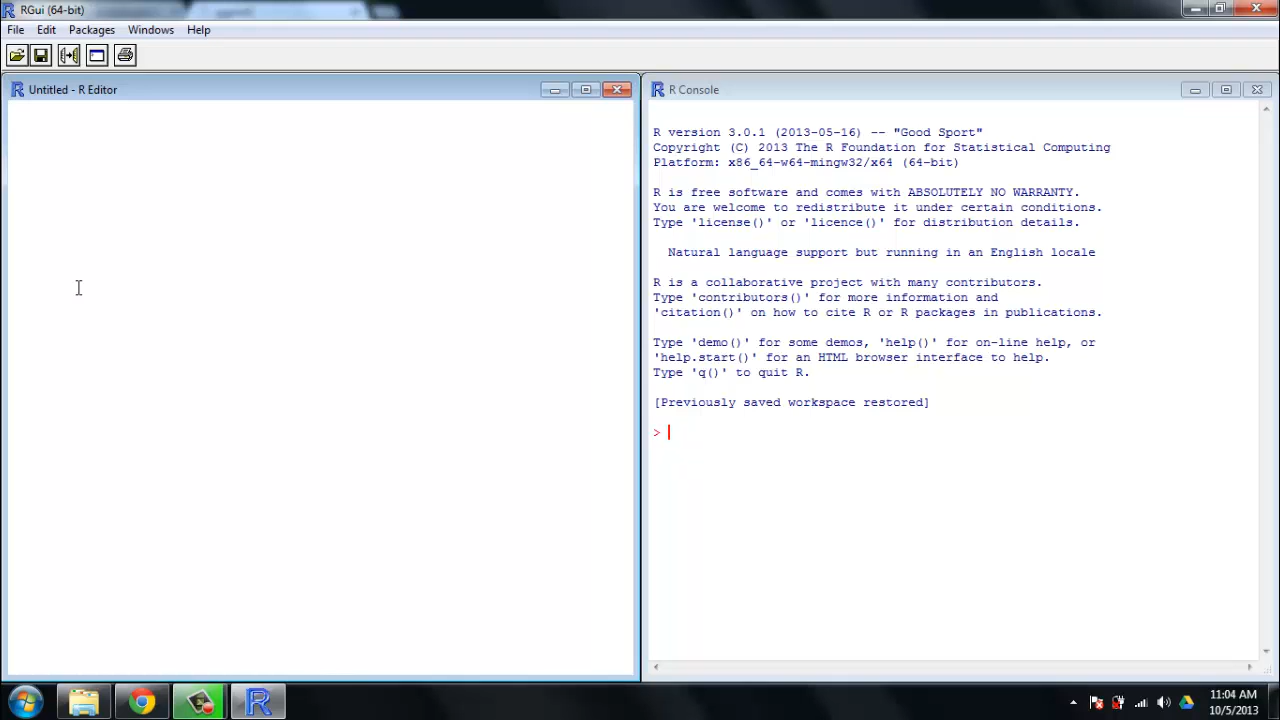 RGui (64-bit)
File Edit Packages Windows Help
Untitled - R Editor
R Console
R version 3.0.1 (2013-05-16) -- "Good Sport"
Copyright (C) 2013 The R Foundation for Statistical Computing
Platform: x86_64-w64-mingw32/x64 (64-bit)
R is free software and comes with ABSOLUTELY NO WARRANTY.
You are welcome to redistribute it under certain conditions.
Type 'license()' or 'licence()' for distribution details.
Natural language support but running in an English locale
R is a collaborative project with many contributors.
Type 'contributors()' for more information and
'citation()' on how to cite R or R packages in publications.
Type 'demo()' for some demos, 'help()' for on-line help, or
'help.start()' for an HTML browser interface to help.
Type 'q()' to quit R.
[Previously saved workspace restored]
>
11:04 AM
10/5/2013